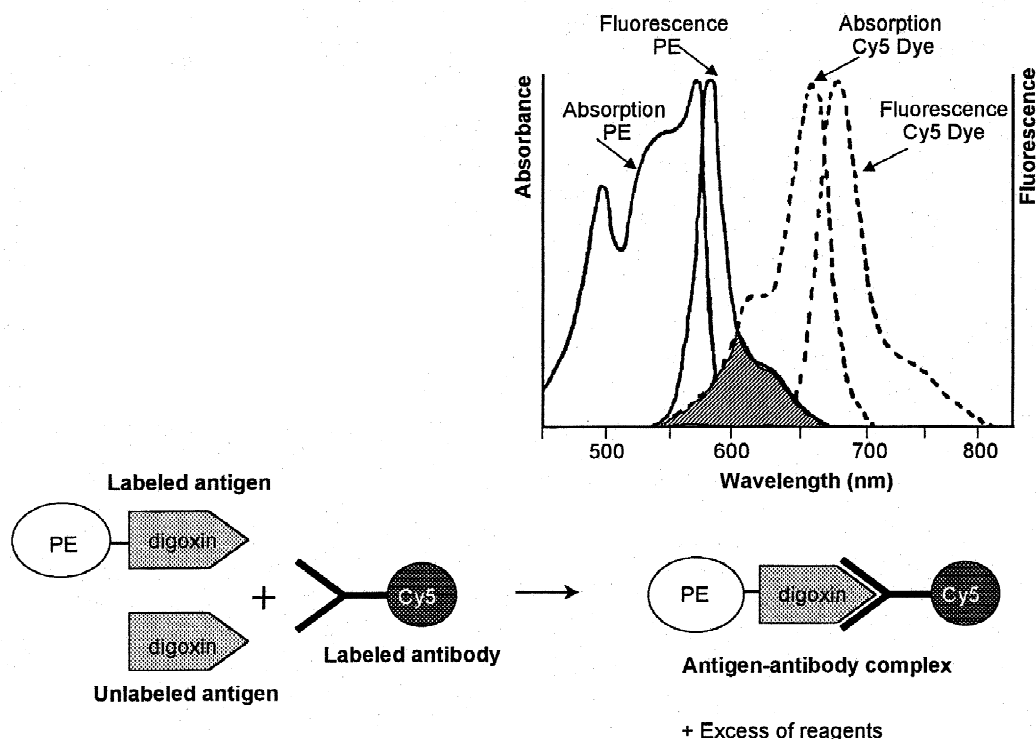 Fluorescence
PE
Absorption
Cy5 Dye
Absorption
PE
Fluorescence
Cy5 Dye
Absorbance
Fluorescence
500
600
700
800
Wavelength (nm)
Labeled antigen
PE
digoxin
+
Cy5
digoxin
Labeled antibody
Unlabeled antigen
PE
digoxin
Cy5
Antigen-antibody complex
+ Excess of reagents